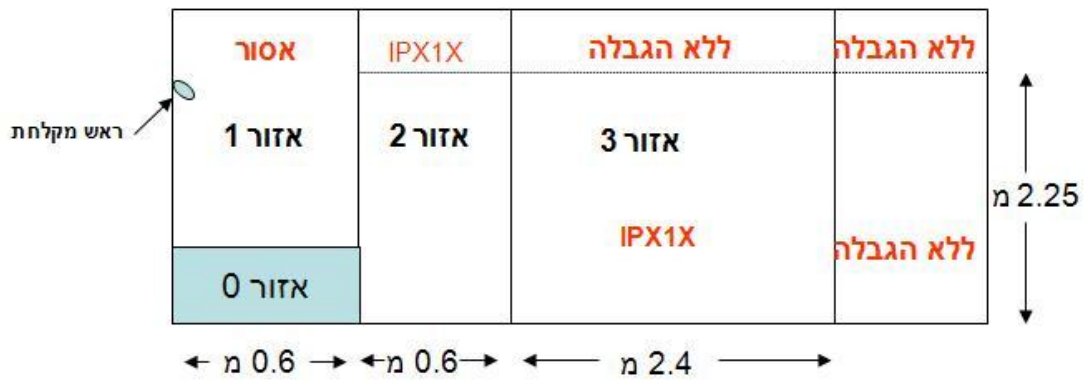 ללא הגבלה
ללא הגבלה
IPX1X
אסור
ראש מקלחת
אזור 3
אזור 2
אזור 1
2.25 מ
IPX1X
ללא הגבלה
אזור 0
2.4 מ
0.6 מ
0.6 מ